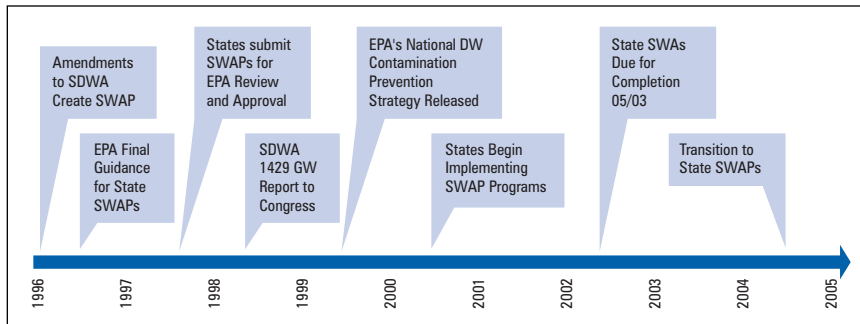 Amendments
to SDWA
Create SWAP
EPA Final
Guidance
for State
SWAPs
States submit
SWAPs for
EPA Review
and Approval
SDWA
1429 GW
Report to
Congress
EPA's National DW
Contamination
Prevention
Strategy Released
States Begin
Implementing
SWAP Programs
State SWAs
Due for
Completion
05/03
Transition to
State SWAPs
1996
1997
1998
1999
2000
2001
2002
2003
2004
2005